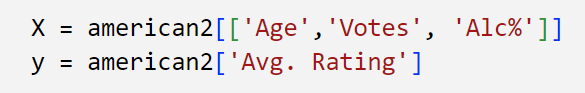 X = american2[['Age','Votes', 'Alc%']]
y = american2['Avg. Rating']